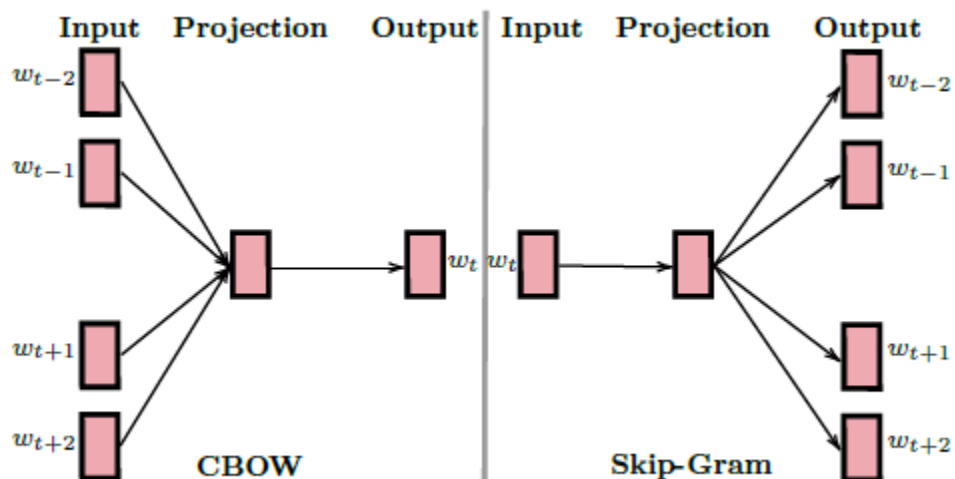 Input Projection Output Input Projection Output
w_{t−2} w_{t−2}
w_{t−1} w_{t−1}
w_t w_t
w_{t+1} w_{t+1}
w_{t+2} w_{t+2}
CBOW Skip-Gram